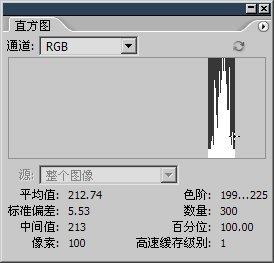 直方图
通道: RGB
源: 整个图像
平均值: 212.74 色阶: 199...225
标准偏差: 5.53 数量: 300
中间值: 213 百分位: 100.00
像素: 100 高速缓存级别: 1